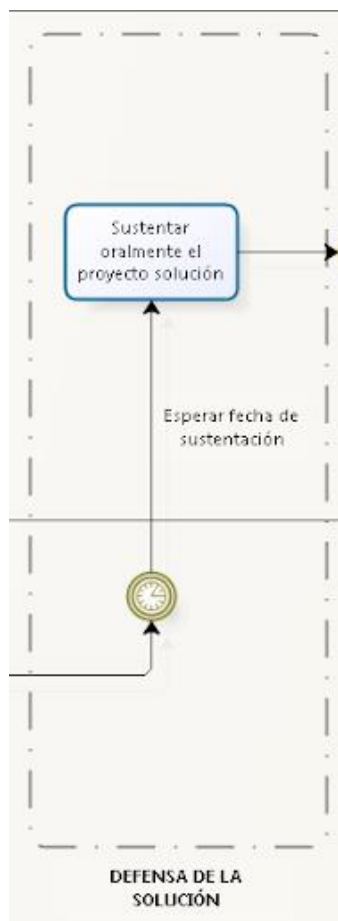 Sustentar
oralmente el
proyecto solución
Esperar fecha de
sustentación
DEFENSA DE LA
SOLUCIÓN